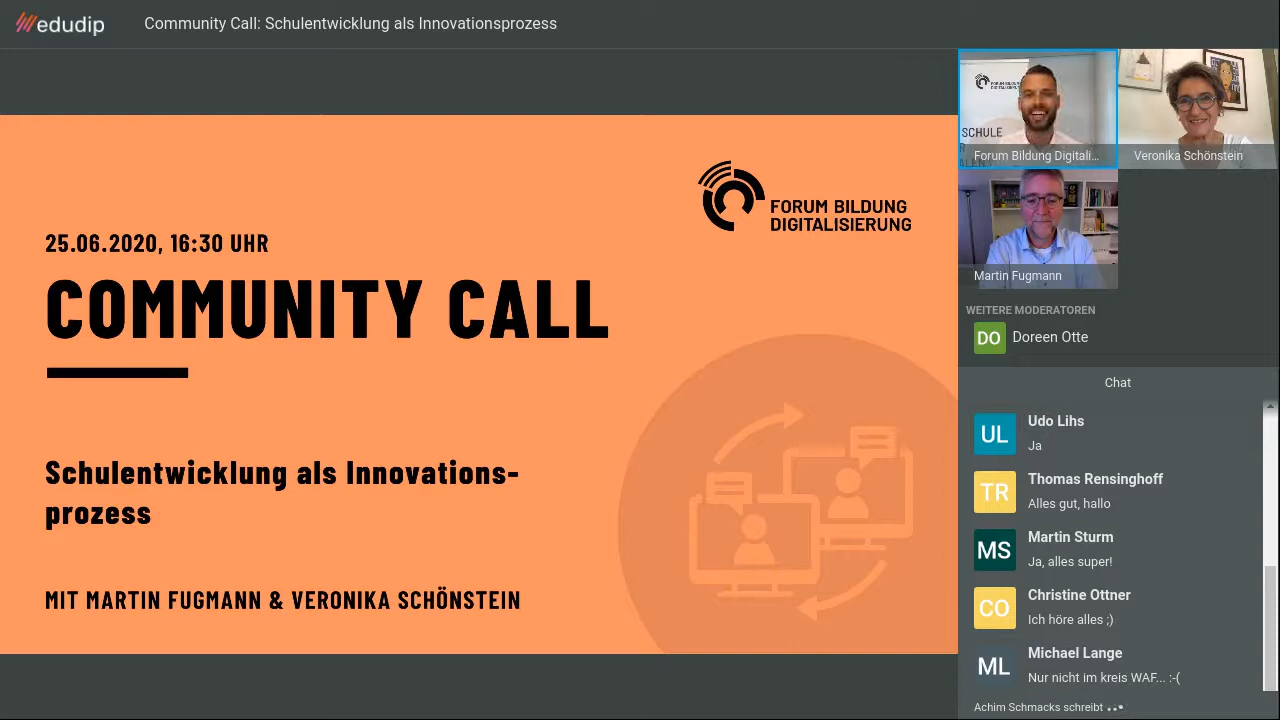 edudip
Community Call: Schulentwicklung als Innovationsprozess
FORUM BILDUNG
DIGITALISIERUNG
25.06.2020, 16:30 UHR
COMMUNITY CALL
Schulentwicklung als Innovations-
prozess
MIT MARTIN FUGMANN & VERONIKA SCHÖNSTEIN
SCHULE
Forum Bildung Digitali...
Veronika Schönstein
Martin Fugmann
WEITERE MODERATOREN
DO
Doreen Otte
Chat
UL
Udo Lihs
Ja
TR
Thomas Rensinghoff
Alles gut, hallo
MS
Martin Sturm
Ja, alles super!
CO
Christine Ottner
Ich höre alles ;)
ML
Michael Lange
Nur nicht im kreis WAF... :-(
Achim Schmacks schreibt